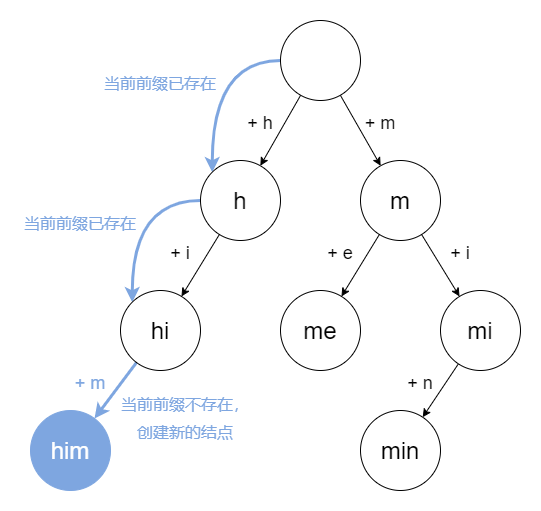 当前前缀已存在
+ h
+ m
h
m
当前前缀已存在
+ i
+ e
+ i
hi
me
mi
+ m
当前前缀不存在，
创建新的结点
+ n
him
min